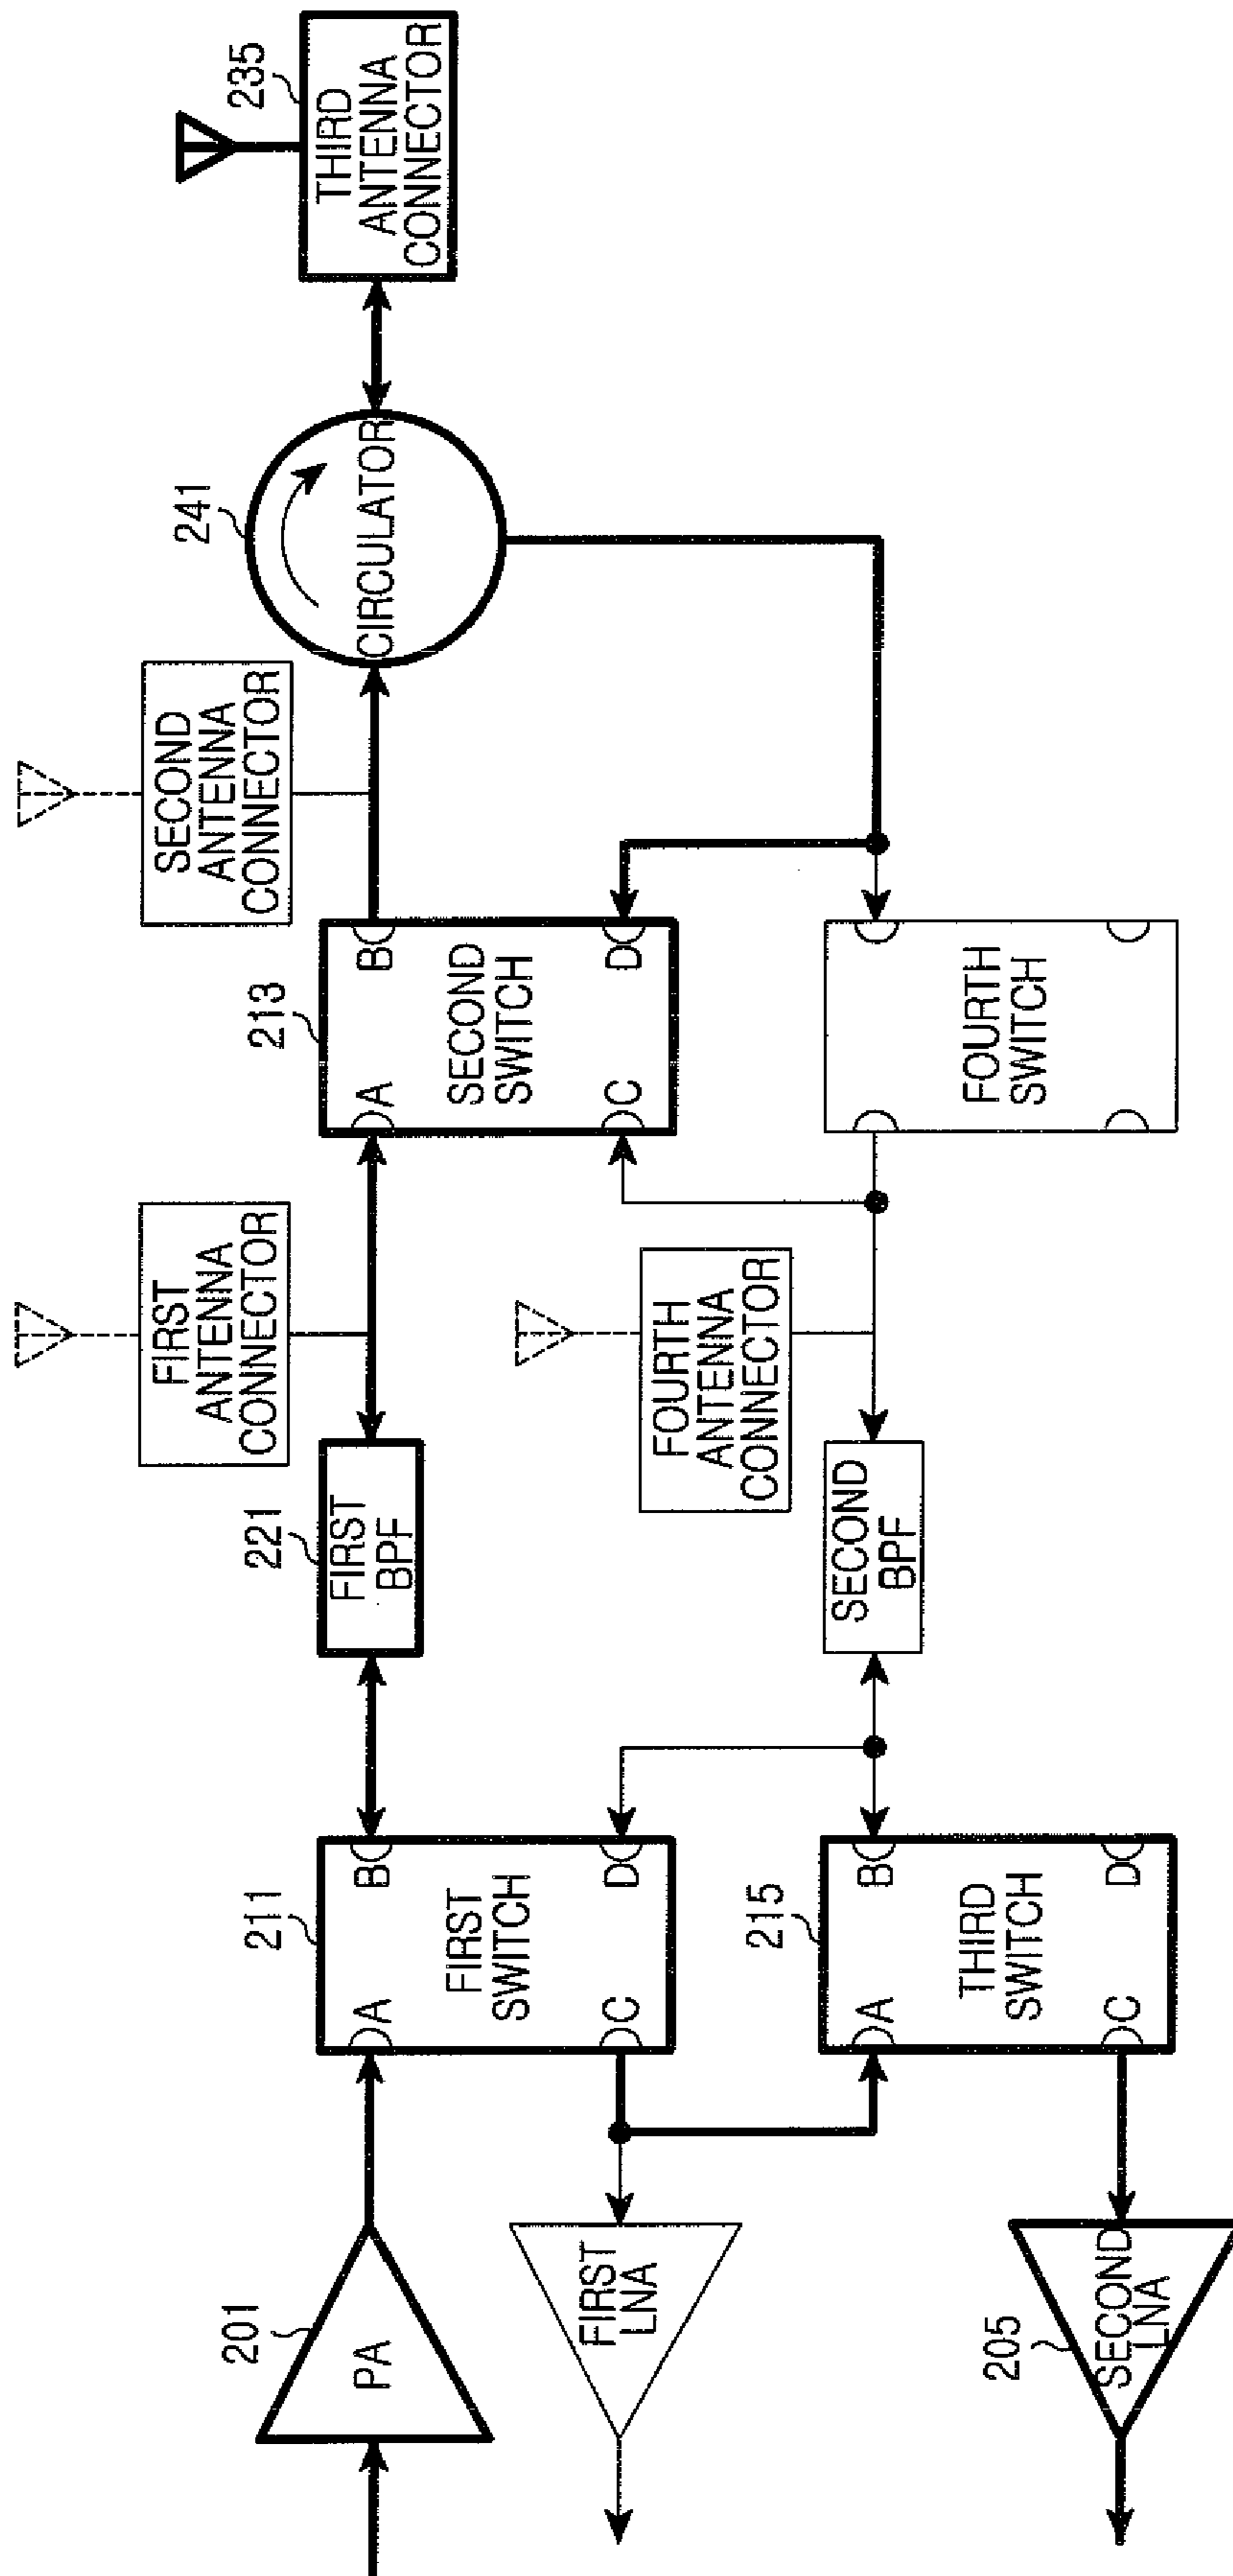 235
THIRD
ANTENNA
CONNECTOR
241
CIRCULATOR
SECOND
ANTENNA
CONNECTOR
213
A
B
C
D
SECOND
SWITCH
FOURTH
SWITCH
FIRST
ANTENNA
CONNECTOR
FOURTH
ANTENNA
CONNECTOR
221
FIRST
BPF
SECOND
BPF
211
A
B
C
D
FIRST
SWITCH
215
A
B
C
D
THIRD
SWITCH
201
PA
FIRST
LNA
205
SECOND
LNA